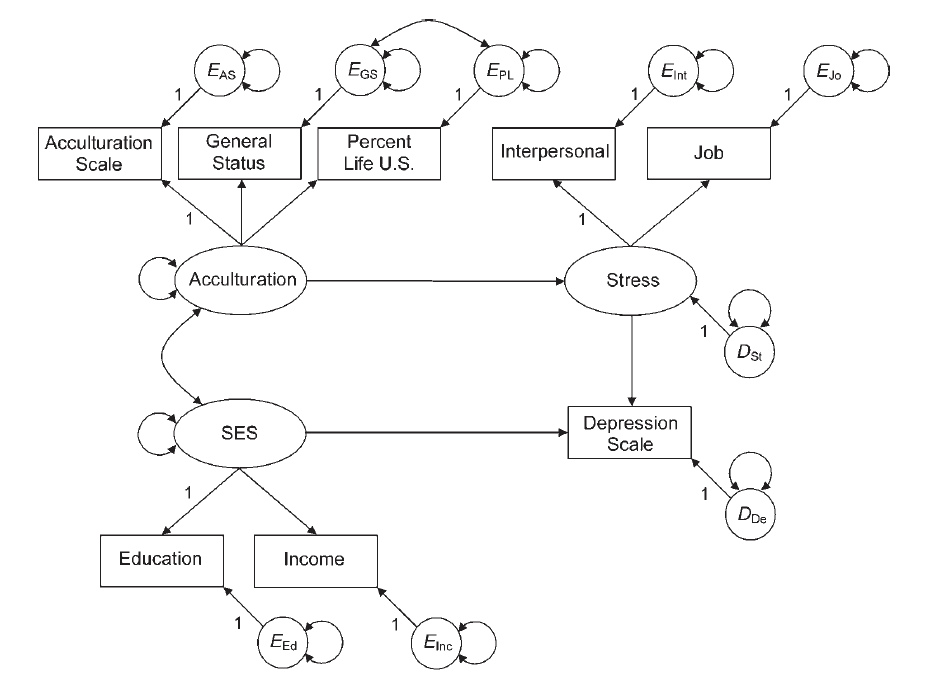 E_AS
E_GS
E_PL
E_Int
E_Jo
1
1
1
1
1
Acculturation
Scale
General
Status
Percent
Life U.S.
Interpersonal
Job
1
1
Acculturation
Stress
1
D_St
SES
Depression
Scale
1
1
D_De
Education
Income
1
1
E_Ed
E_Inc